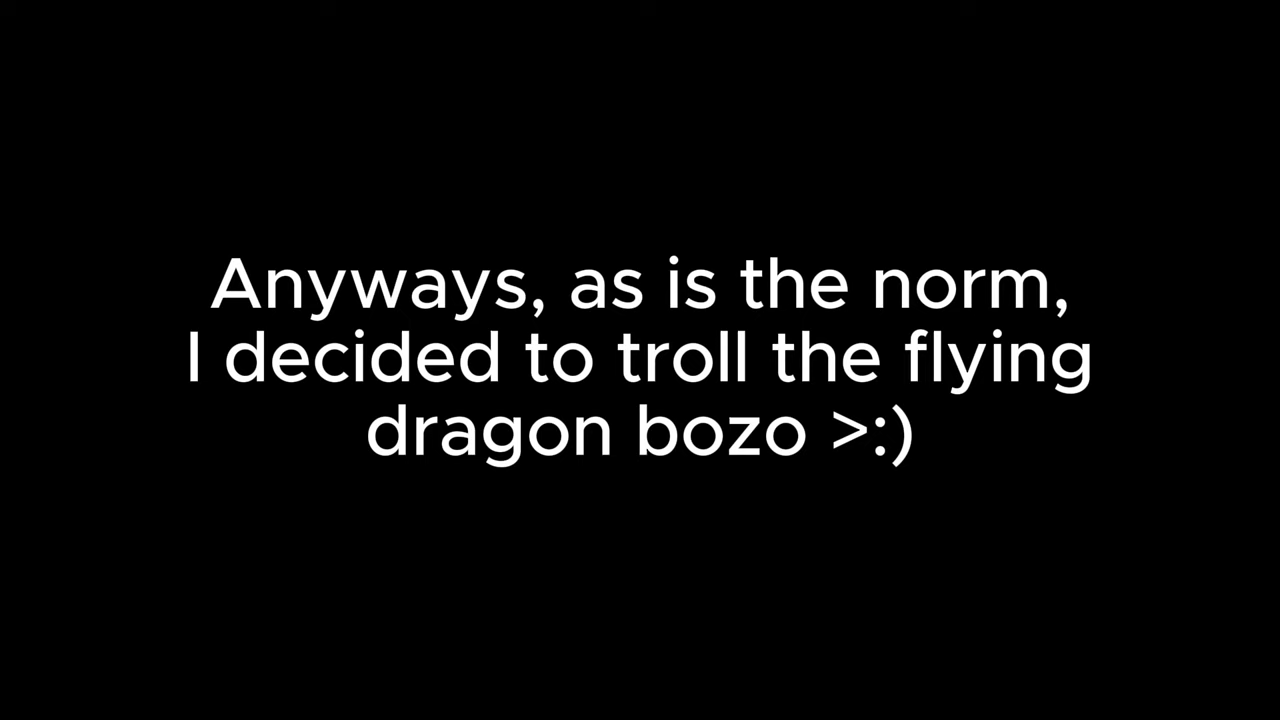 Anyways, as is the norm,
I decided to troll the flying
dragon bozo >:)